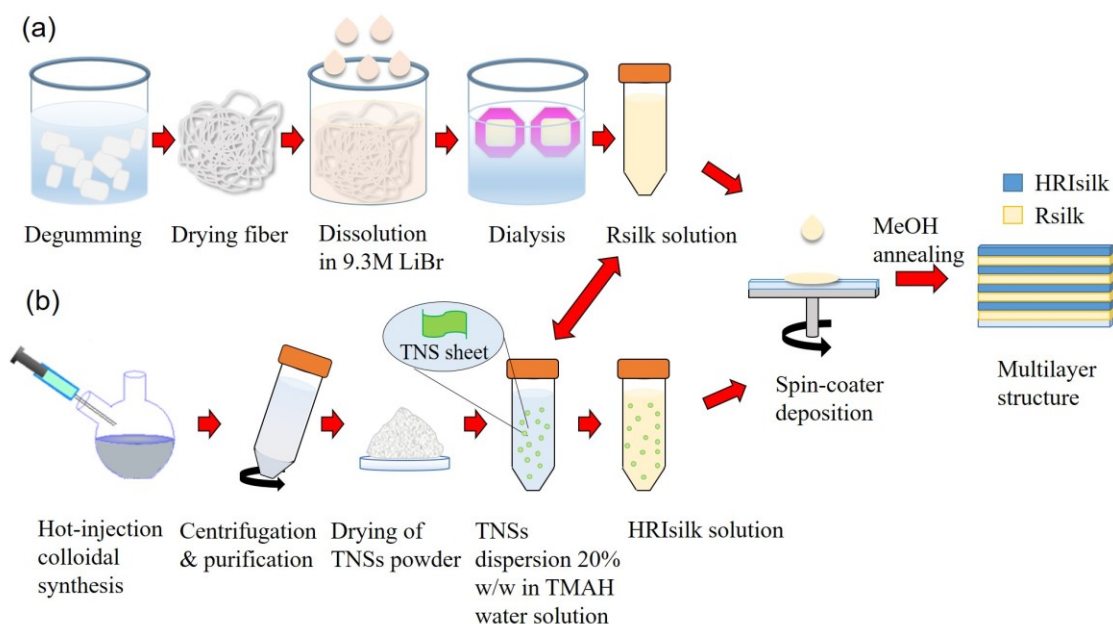 (a)
Degumming
Drying fiber
Dissolution
in 9.3M LiBr
Dialysis
Rsilk solution
(b)
TNS sheet
Hot-injection
colloidal
synthesis
Centrifugation
& purification
Drying of
TNSs powder
TNSs
dispersion 20%
w/w in TMAH
water solution
HRIsilk solution
Spin-coater
deposition
MeOH
annealing
HRIsilk
Rsilk
Multilayer
structure